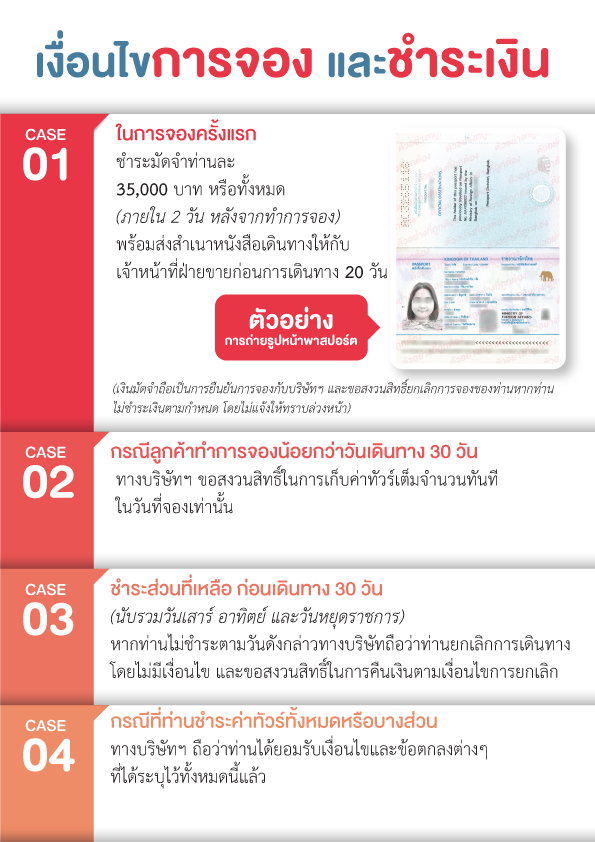 เงื่อนไขการจอง และชำระเงิน
CASE
01
ในการจองครั้งแรก
ชำระมัดจำท่านละ
35,000 บาท หรือทั้งหมด
(ภายใน 2 วัน หลังจากทำการจอง)
พร้อมส่งสำเนาหนังสือเดินทางให้กับ
เจ้าหน้าที่ฝ่ายขายก่อนการเดินทาง 20 วัน
ตัวอย่าง
การถ่ายรูปหน้าพาสปอร์ต
KINGDOM OF THAILAND
MINISTRY OF
FOREIGN AFFAIRS
(เงินมัดจำถือเป็นการยืนยันการจองกับบริษัทฯ และขอสงวนสิทธิ์ยกเลิกการจองของท่านหากท่าน
ไม่ชำระเงินตามกำหนด โดยไม่แจ้งให้ทราบล่วงหน้า)
CASE
02
กรณีลูกค้าทำการจองน้อยกว่าวันเดินทาง 30 วัน
ทางบริษัทฯ ขอสงวนสิทธิ์ในการเก็บค่าทัวร์เต็มจำนวนทันที
ในวันที่จองเท่านั้น
CASE
03
ชำระส่วนที่เหลือ ก่อนเดินทาง 30 วัน
(นับรวมวันเสาร์ อาทิตย์ และวันหยุดราชการ)
หากท่านไม่ชำระตามวันดังกล่าวทางบริษัทถือว่าท่านยกเลิกการเดินทาง
โดยไม่มีเงื่อนไข และขอสงวนสิทธิ์ในการคืนเงินตามเงื่อนไขการยกเลิก
CASE
04
กรณีที่ท่านชำระค่าทัวร์ทั้งหมดหรือบางส่วน
ทางบริษัทฯ ถือว่าท่านได้ยอมรับเงื่อนไขและข้อตกลงต่างๆ
ที่ได้ระบุไว้ทั้งหมดนี้แล้ว